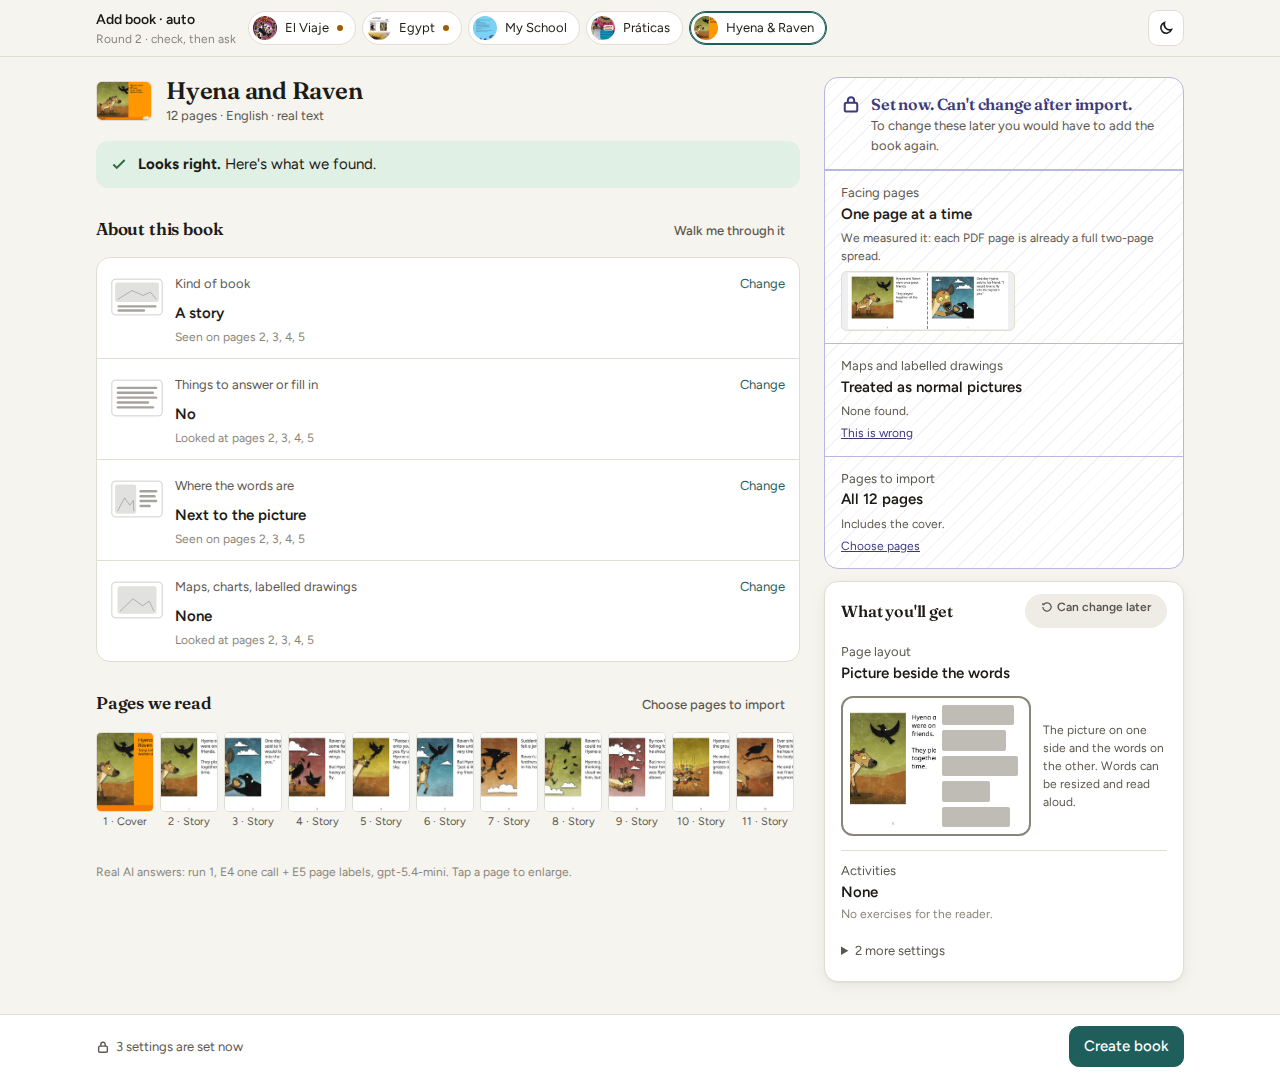 Add book · auto
Round 2 · check, then ask
El Viaje
Egypt
My School
Práticas
Hyena & Raven
Hyena and Raven
12 pages · English · real text
Looks right. Here's what we found.
About this book
Walk me through it
Kind of book
Change
A story
Seen on pages 2, 3, 4, 5
Things to answer or fill in
Change
No
Looked at pages 2, 3, 4, 5
Where the words are
Change
Next to the picture
Seen on pages 2, 3, 4, 5
Maps, charts, labelled drawings
Change
None
Looked at pages 2, 3, 4, 5
Pages we read
Choose pages to import
1 · Cover
2 · Story
3 · Story
4 · Story
5 · Story
6 · Story
7 · Story
8 · Story
9 · Story
10 · Story
11 · Story
Real AI answers: run 1, E4 one call + E5 page labels, gpt-5.4-mini. Tap a page to enlarge.
Set now. Can't change after import.
To change these later you would have to add the
book again.
Facing pages
One page at a time
We measured it: each PDF page is already a full two-page
spread.
Maps and labelled drawings
Treated as normal pictures
None found.
This is wrong
Pages to import
All 12 pages
Includes the cover.
Choose pages
What you'll get
Can change later
Page layout
Picture beside the words
Hyena a
were on
friends.
They pla
together
time.
The picture on one
side and the words on
the other. Words can
be resized and read
aloud.
Activities
None
No exercises for the reader.
2 more settings
3 settings are set now
Create book